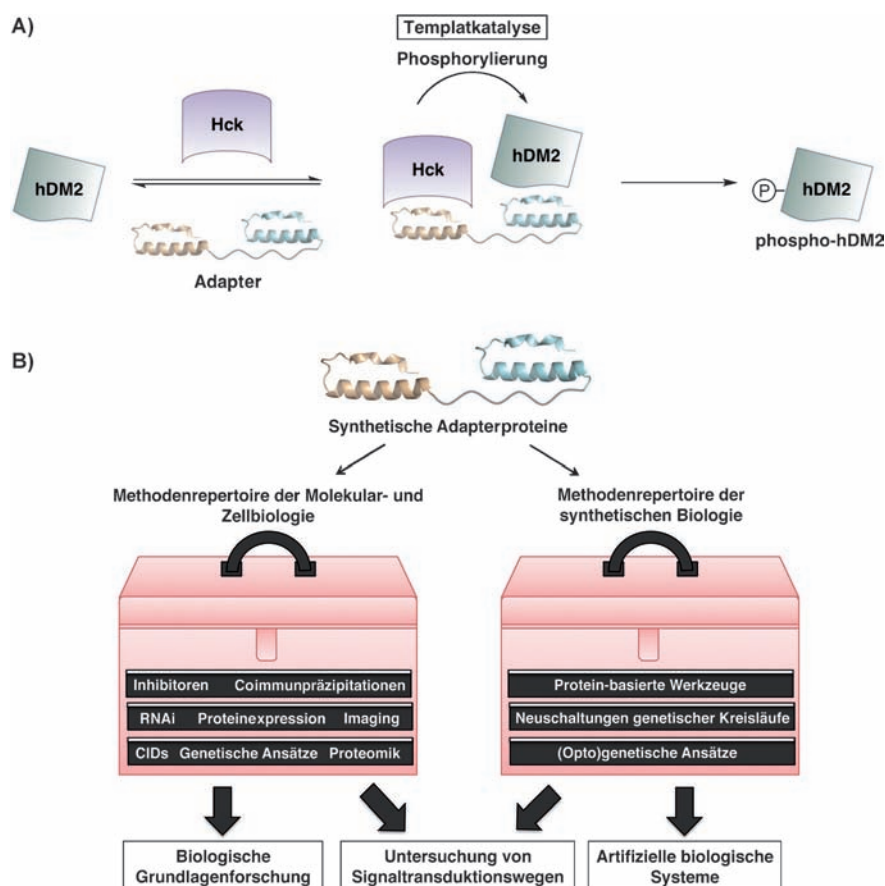 A)
Templatkatalyse
Phosphorylierung
Hck
hDM2
Hck
hDM2
P
hDM2
phospho-hDM2
Adapter
B)
Synthetische Adapterproteine
Methodenrepertoire der Molekular- und
Zellbiologie
Methodenrepertoire der
synthetischen Biologie
Inhibitoren Coimmunpräzipitationen
RNAi Proteinexpression Imaging
CIDs Genetische Ansätze Proteomik
Protein-basierte Werkzeuge
Neuschaltungen genetischer Kreisläufe
(Opto)genetische Ansätze
Biologische
Grundlagenforschung
Untersuchung von
Signaltransduktionswegen
Artifizielle biologische
Systeme